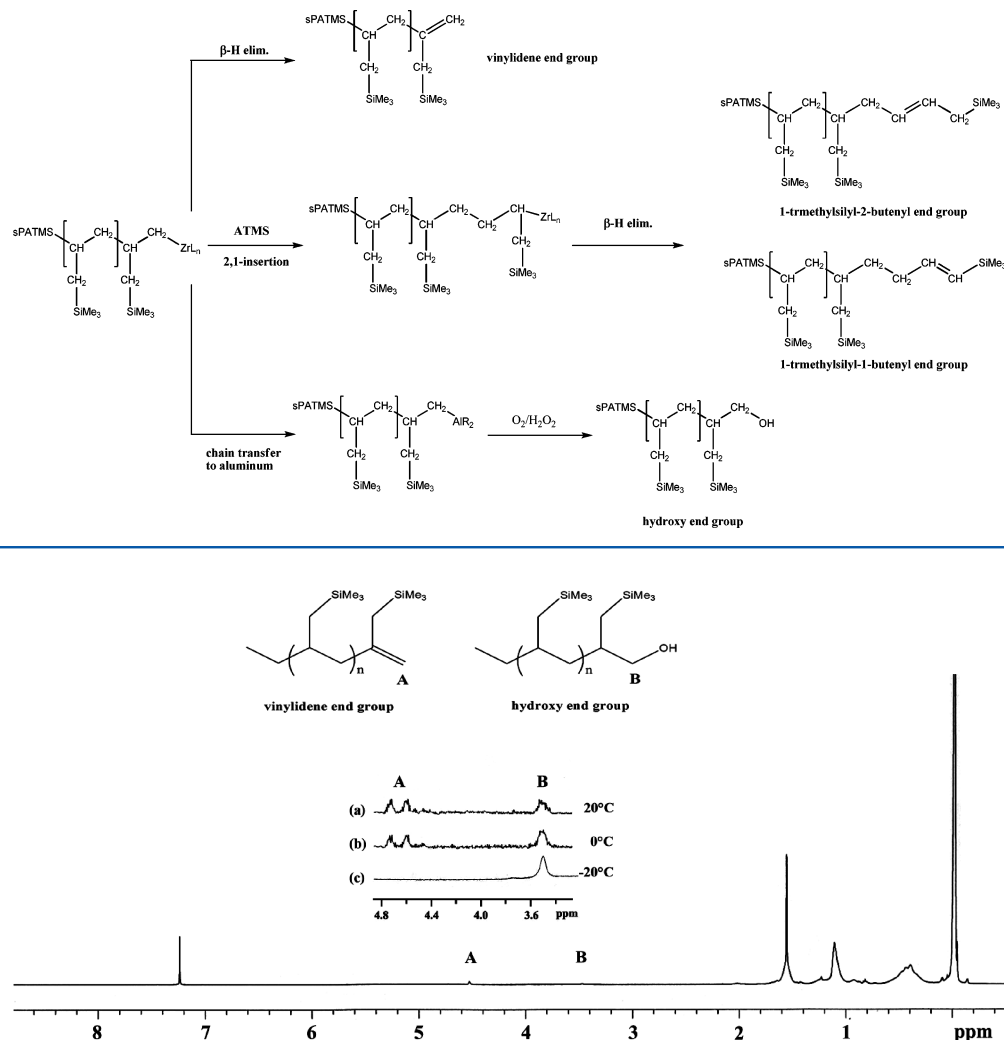 sPATMS CH2 CH2
CH C
CH2 CH2
SiMe3 SiMe3
β-H elim.
vinylidene end group
sPATMS CH2 CH2 SiMe3
CH CH CH CH CH2
CH2 CH2
SiMe3 SiMe3
1-trmethylsilyl-2-butenyl end group
sPATMS CH2 CH2 ZrLn
CH CH
CH2 CH2
SiMe3 SiMe3
ATMS
2,1-insertion
sPATMS CH2 CH2 CH ZrLn
CH CH CH2
CH2 CH2 CH2
SiMe3 SiMe3 SiMe3
β-H elim.
sPATMS CH2 CH2 CH SiMe3
CH CH CH2 CH
CH2 CH2
SiMe3 SiMe3
1-trmethylsilyl-1-butenyl end group
chain transfer
to aluminum
sPATMS CH2 CH2 AlR2
CH CH
CH2 CH2
SiMe3 SiMe3
O2/H2O2
sPATMS CH2 CH2 OH
CH CH
CH2 CH2
SiMe3 SiMe3
hydroxy end group
SiMe3 SiMe3
n
A
vinylidene end group
SiMe3 SiMe3
OH
n
B
hydroxy end group
A B
(a) 20°C
(b) 0°C
(c) -20°C
4.8 4.4 4.0 3.6 ppm
A B
8 7 6 5 4 3 2 1 ppm